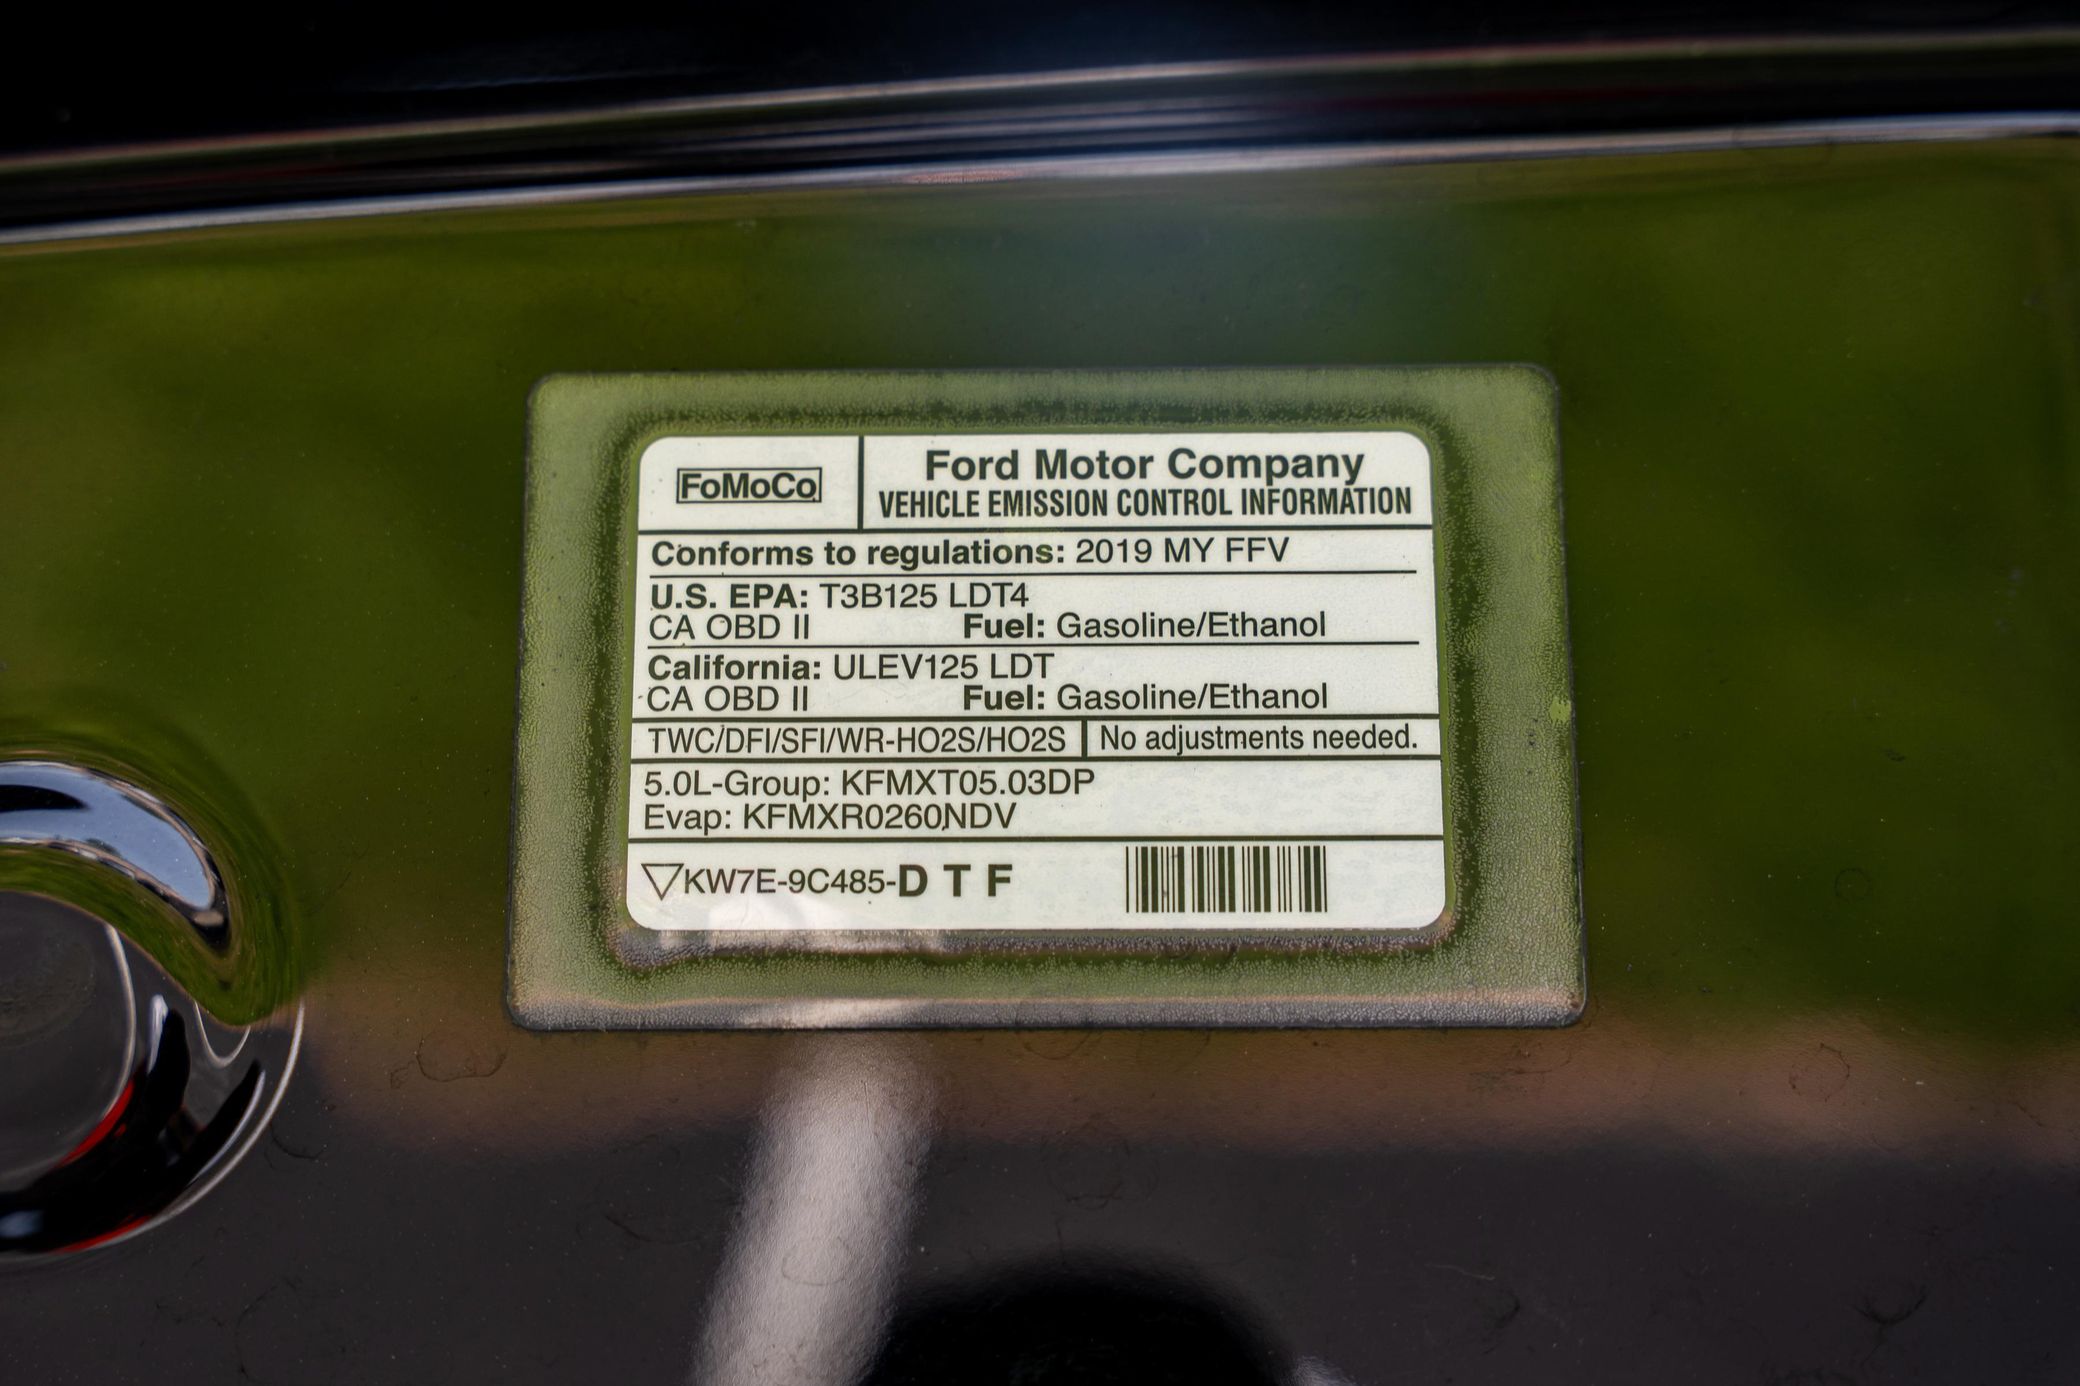 FoMoCo
Ford Motor Company
VEHICLE EMISSION CONTROL INFORMATION
Conforms to regulations: 2019 MY FFV
U.S. EPA: T3B125 LDT4
CA OBD II Fuel: Gasoline/Ethanol
California: ULEV125 LDT
CA OBD II Fuel: Gasoline/Ethanol
TWC/DFI/SFI/WR-HO2S/HO2S No adjustments needed.
5.0L-Group: KFMXT05.03DP
Evap: KFMXR0260NDV
KW7E-9C485-D T F